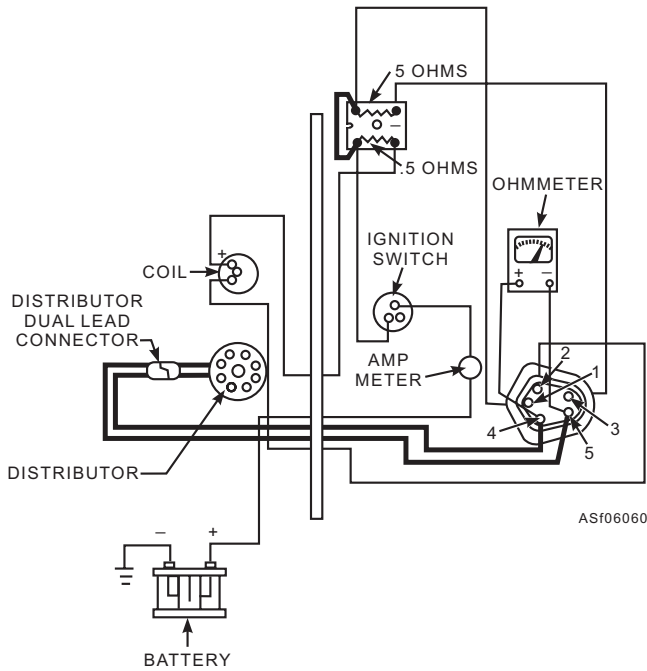 5 OHMS
–
.5 OHMS
OHMMETER
+ –
IGNITION
SWITCH
+
COIL
DISTRIBUTOR
DUAL LEAD
CONNECTOR
AMP
METER
2
1
4
3
5
DISTRIBUTOR
ASf06060
– +
BATTERY